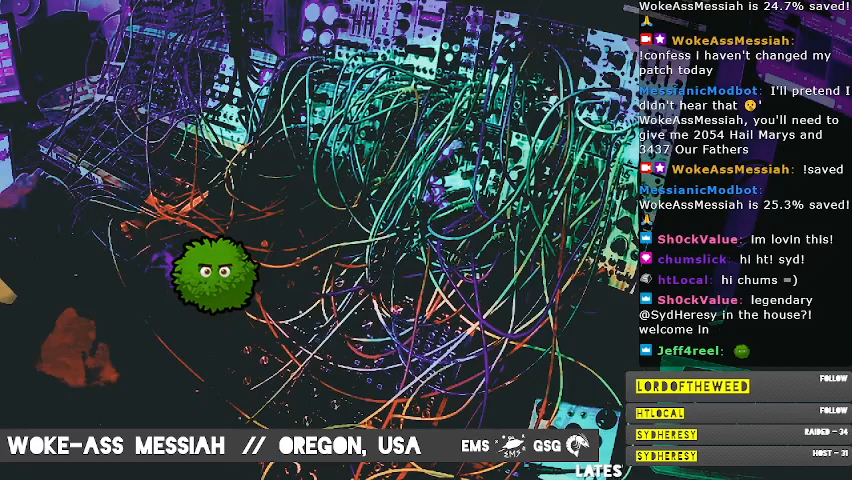 WokeAssMessiah is 24.7% saved!
WokeAssMessiah:
!confess I haven't changed my
patch today
MessianicModbot: I'll pretend I
didn't hear that '
WokeAssMessiah, you'll need to
give me 2054 Hail Marys and
3437 Our Fathers
WokeAssMessiah: !saved
MessianicModbot:
WokeAssMessiah is 25.3% saved!
Sh0ckValue: Im lovin this!
chumslick: hi ht! syd!
htLocal: hi chums =)
Sh0ckValue: legendary
@SydHeresy in the house?!
welcome in
Jeff4reel:
LORDOFTHEWEED FOLLOW
HTLOCAL FOLLOW
SYDHERESY RAIDED - 34
SYDHERESY HOST - 31
WOKE-ASS MESSIAH // OREGON, USA EMS EMS GSG
LATES